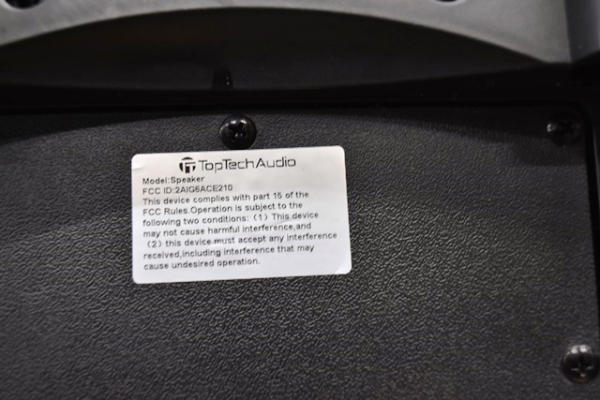 TopTechAudio
Model:Speaker
FCC ID:2AIG6ACE210
This device complies with part 15 of the
FCC Rules.Operation is subject to the
following two conditions: (1) This device
may not cause harmful interference,and
(2) this device must accept any interference
received,including interference that may
cause undesired operation.